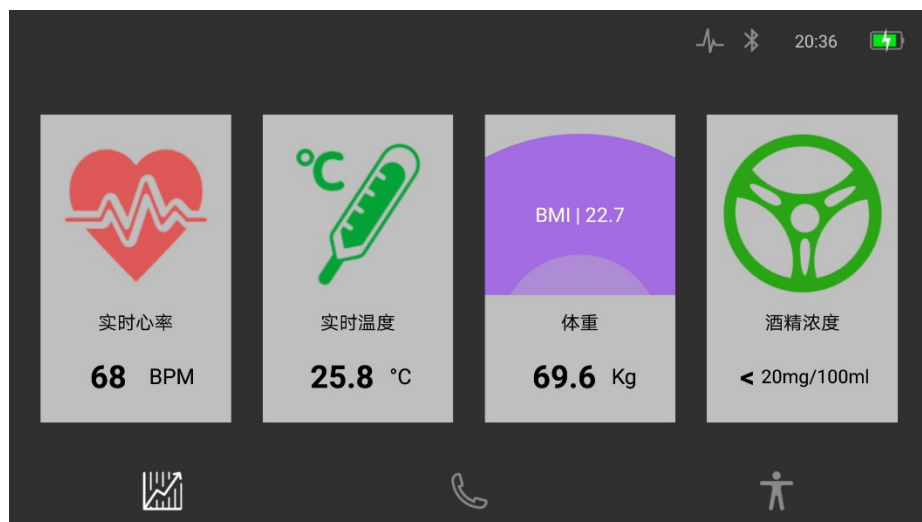 20:36
°C
BMI | 22.7
实时心率
实时温度
体重
酒精浓度
68 BPM
25.8 °C
69.6 Kg
< 20mg/100ml